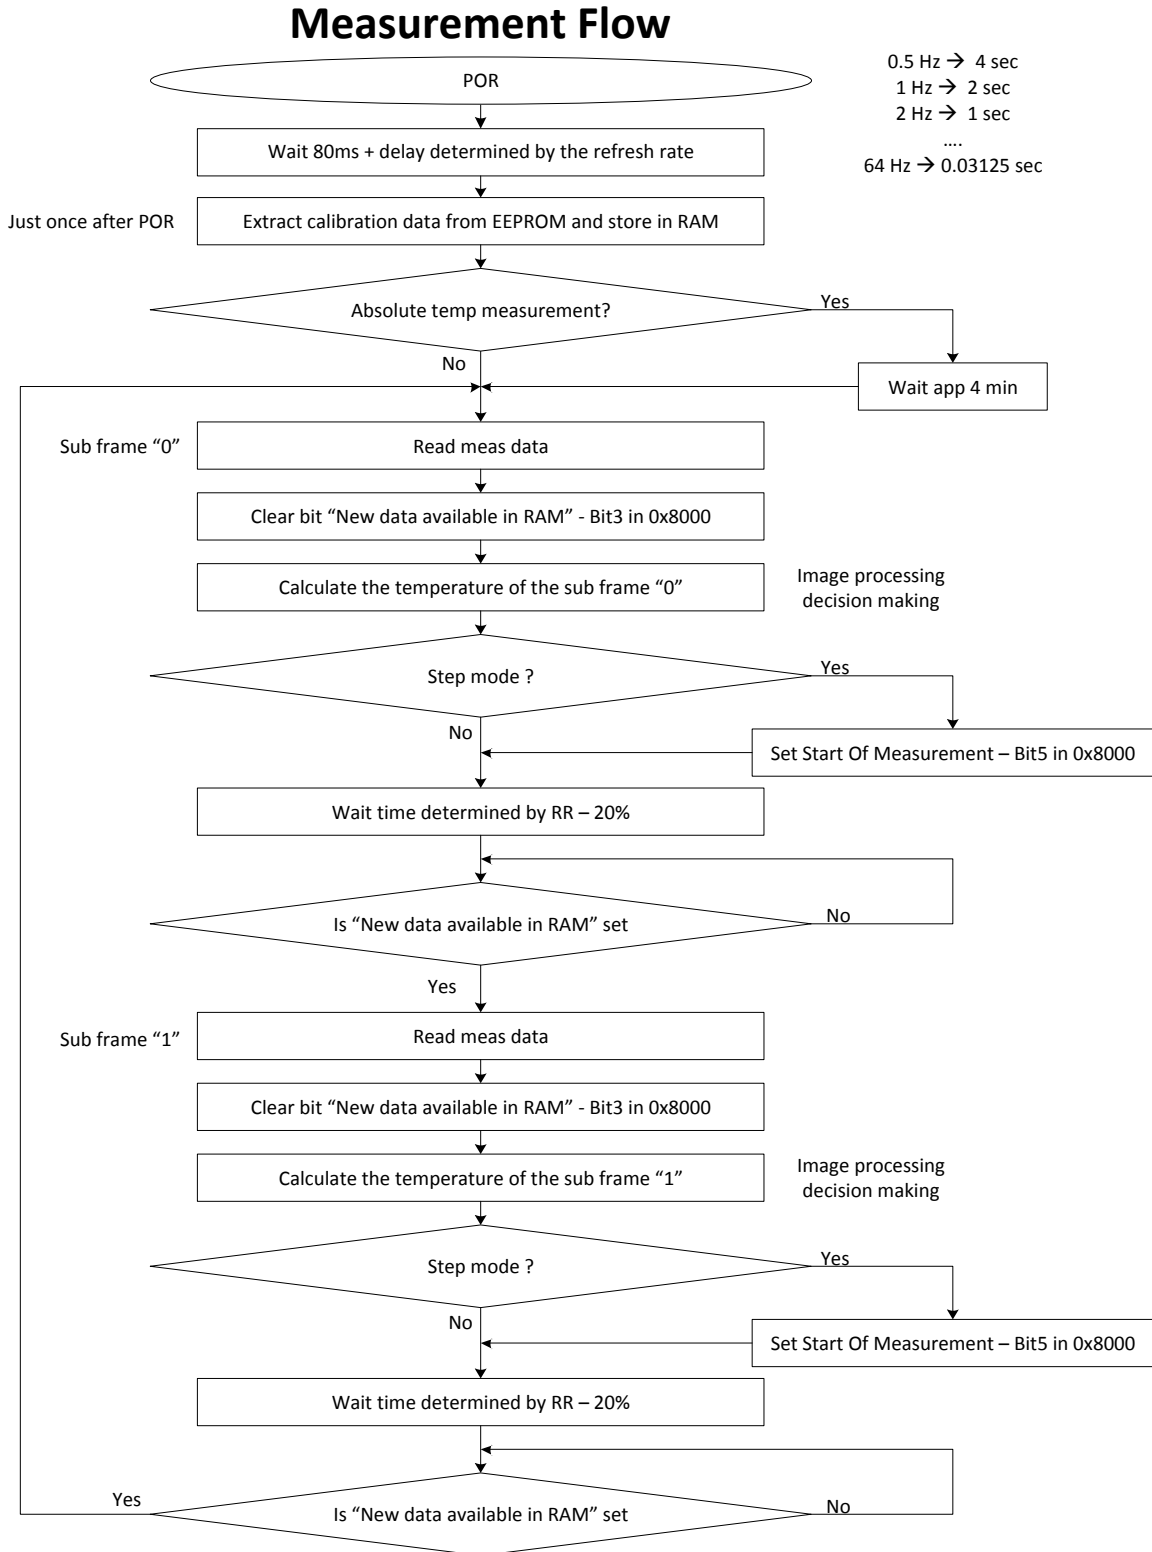 Measurement Flow
POR
0.5 Hz → 4 sec
1 Hz → 2 sec
2 Hz → 1 sec
....
64 Hz → 0.03125 sec
Wait 80ms + delay determined by the refresh rate
Just once after POR
Extract calibration data from EEPROM and store in RAM
Absolute temp measurement?
Yes
No
Wait app 4 min
Sub frame “0”
Read meas data
Clear bit “New data available in RAM” - Bit3 in 0x8000
Calculate the temperature of the sub frame “0”
Image processing
decision making
Step mode ?
Yes
No
Set Start Of Measurement – Bit5 in 0x8000
Wait time determined by RR – 20%
Is “New data available in RAM” set
No
Yes
Sub frame “1”
Read meas data
Clear bit “New data available in RAM” - Bit3 in 0x8000
Calculate the temperature of the sub frame “1”
Image processing
decision making
Step mode ?
Yes
No
Set Start Of Measurement – Bit5 in 0x8000
Wait time determined by RR – 20%
Yes
Is “New data available in RAM” set
No